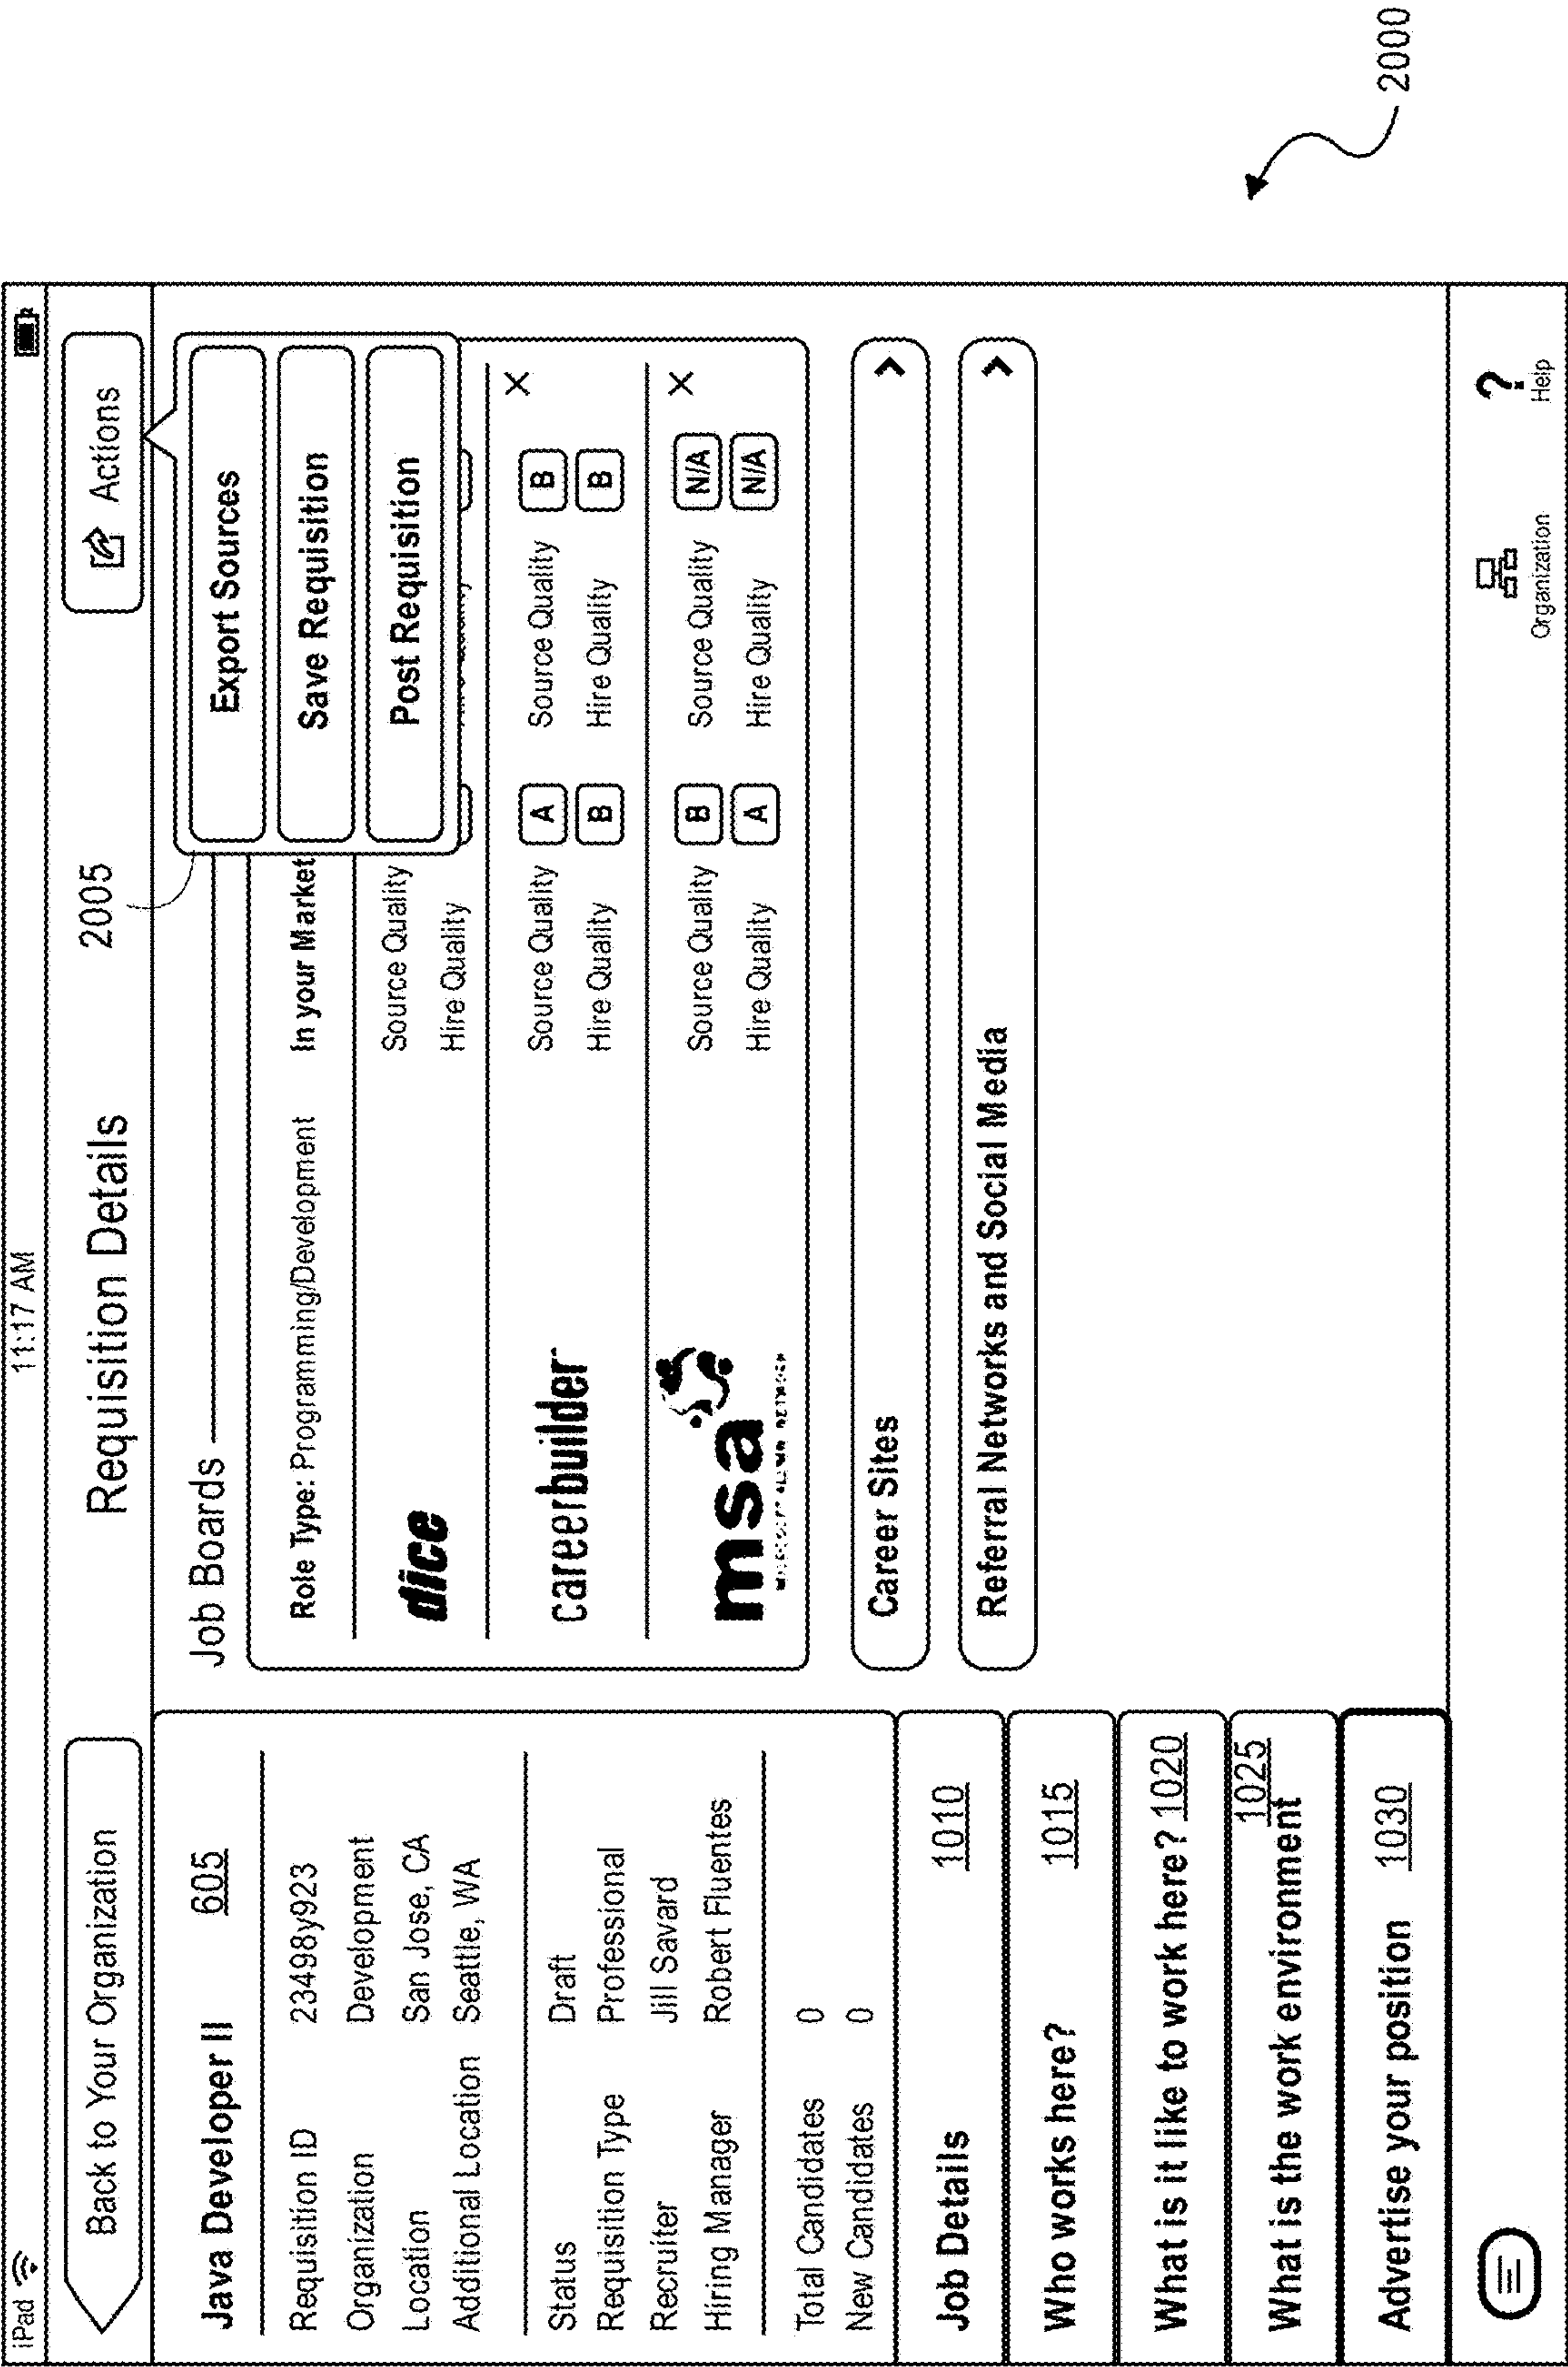 iPad
11:17 AM
Back to Your Organization
Requisition Details
2005
Actions
Java Developer II 605
Requisition ID 23498y923
Organization Development
Location San Jose, CA
Additional Location Seattle, WA
Status Draft
Requisition Type Professional
Recruiter Jill Savard
Hiring Manager Robert Fluentes
Total Candidates 0
New Candidates 0
Job Details 1010
Who works here? 1015
What is it like to work here? 1020
1025
What is the work environment
Advertise your position 1030
Job Boards
Export Sources
Save Requisition
Post Requisition
Role Type: Programming/Development In your Market
dice Source Quality
Hire Quality
careerbuilder Source Quality A Source Quality B X
Hire Quality B Hire Quality B
msa Source Quality B Source Quality N/A X
Hire Quality A Hire Quality N/A
Career Sites
Referral Networks and Social Media
Organization
? Help
2000